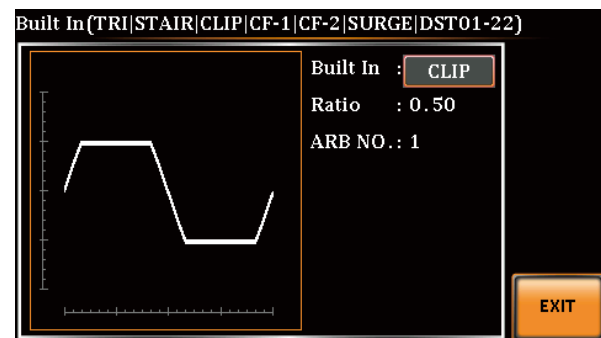 Built In(TRI|STAIR|CLIP|CF-1|CF-2|SURGE|DST01-22)
Built In : CLIP
Ratio : 0.50
ARB NO.: 1
EXIT